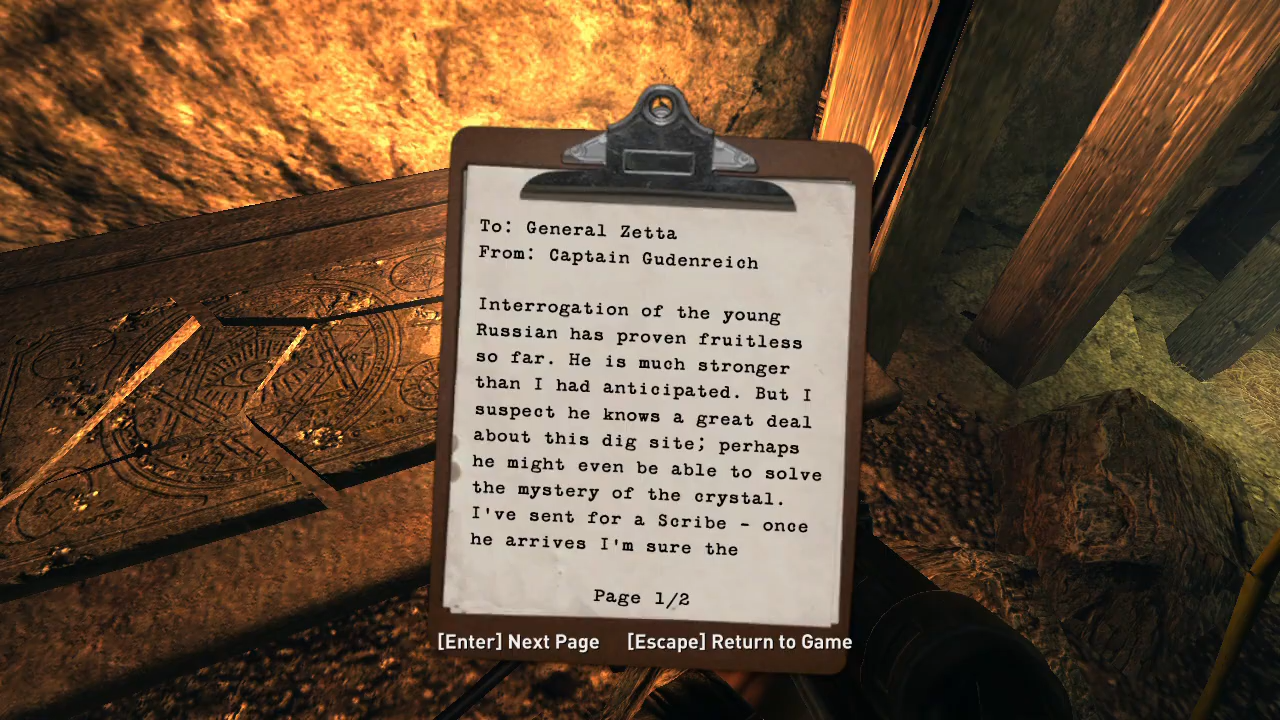 To: General Zetta
From: Captain Gudenreich
Interrogation of the young
Russian has proven fruitless
so far. He is much stronger
than I had anticipated. But I
suspect he knows a great deal
about this dig site; perhaps
he might even be able to solve
the mystery of the crystal.
I've sent for a Scribe - once
he arrives I'm sure the
Page 1/2
[Enter] Next Page [Escape] Return to Game